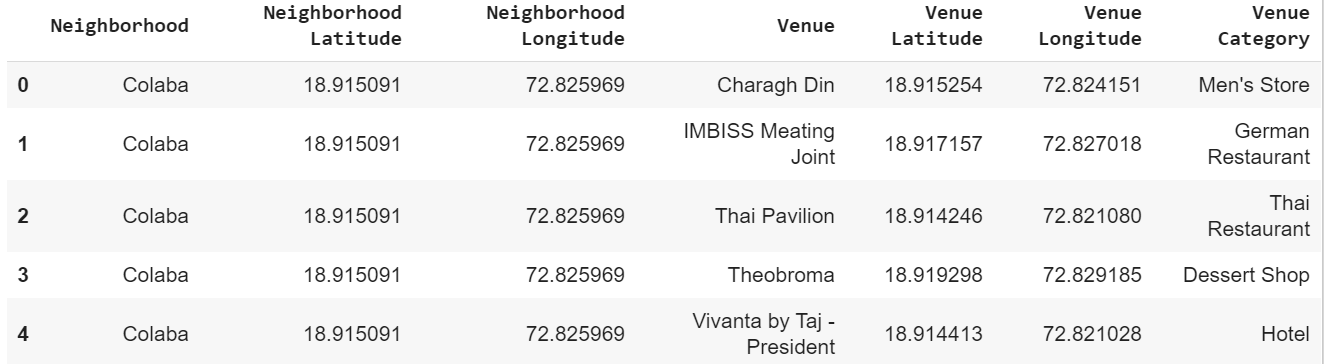 Neighborhood Neighborhood Latitude Neighborhood Longitude Venue Venue Latitude Venue Longitude Venue Category
0 Colaba 18.915091 72.825969 Charagh Din 18.915254 72.824151 Men's Store
1 Colaba 18.915091 72.825969 IMBISS Meating Joint 18.917157 72.827018 German Restaurant
2 Colaba 18.915091 72.825969 Thai Pavilion 18.914246 72.821080 Thai Restaurant
3 Colaba 18.915091 72.825969 Theobroma 18.919298 72.829185 Dessert Shop
4 Colaba 18.915091 72.825969 Vivanta by Taj - President 18.914413 72.821028 Hotel